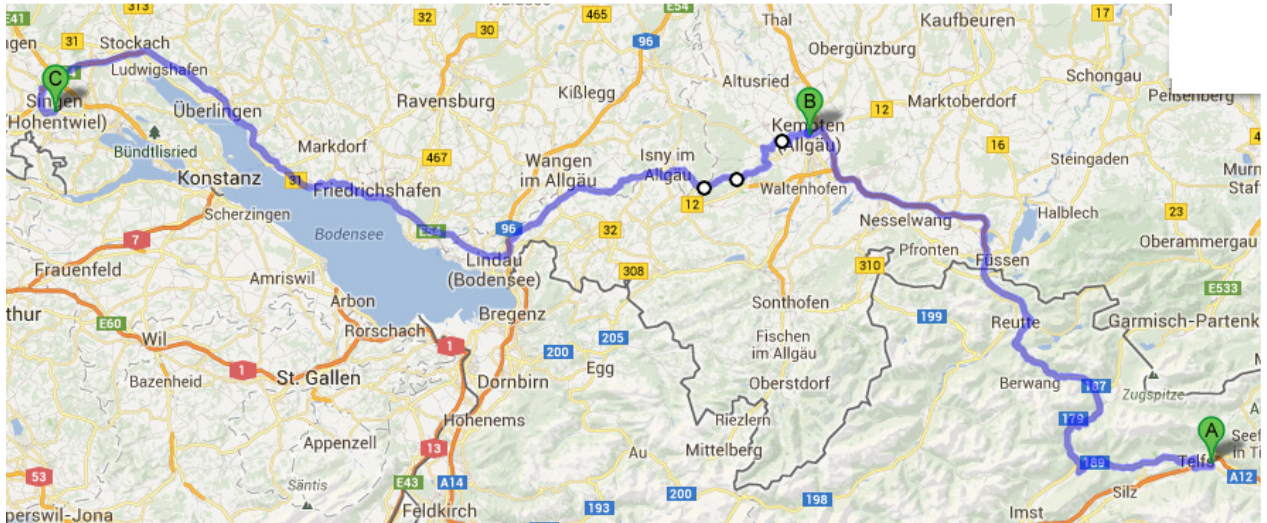 E41
313
32
30
465
E54
Thal
Kaufbeuren
17
31
Stockach
96
Obergünzburg
Ludwigshafen
Altusried
Schongau
C
Singen
(Hohentwiel)
Überlingen
Ravensburg
Kißlegg
B
12
Marktoberdorf
Peißenberg
Kempten
(Allgäu)
Bündtlisried
Markdorf
467
Wangen
im Allgäu
Isny im
Allgäu
16
Steingaden
Konstanz
31
Friedrichshafen
12
Waltenhofen
Scherzingen
7
Bodensee
E54
96
32
Nesselwang
Halblech
23
Pfronten
Oberammergau
Frauenfeld
Amriswil
Lindau
(Bodensee)
308
310
Füssen
E533
thur
Arbon
Bregenz
Sonthofen
199
Reutte
Garmisch-Partenk
E60
Wil
Rorschach
1
200
205
Fischen
im Allgäu
Bazenheid
1
St. Gallen
Dornbirn
Egg
Oberstdorf
Berwang
187
Zugspitze
Hohenems
Riezlern
179
A
Appenzell
13
Au
Mittelberg
189
Telfs
Seef
in Ti
53
Säntis
E43
A14
193
200
198
Silz
A12
perswil-Jona
Feldkirch
Imst